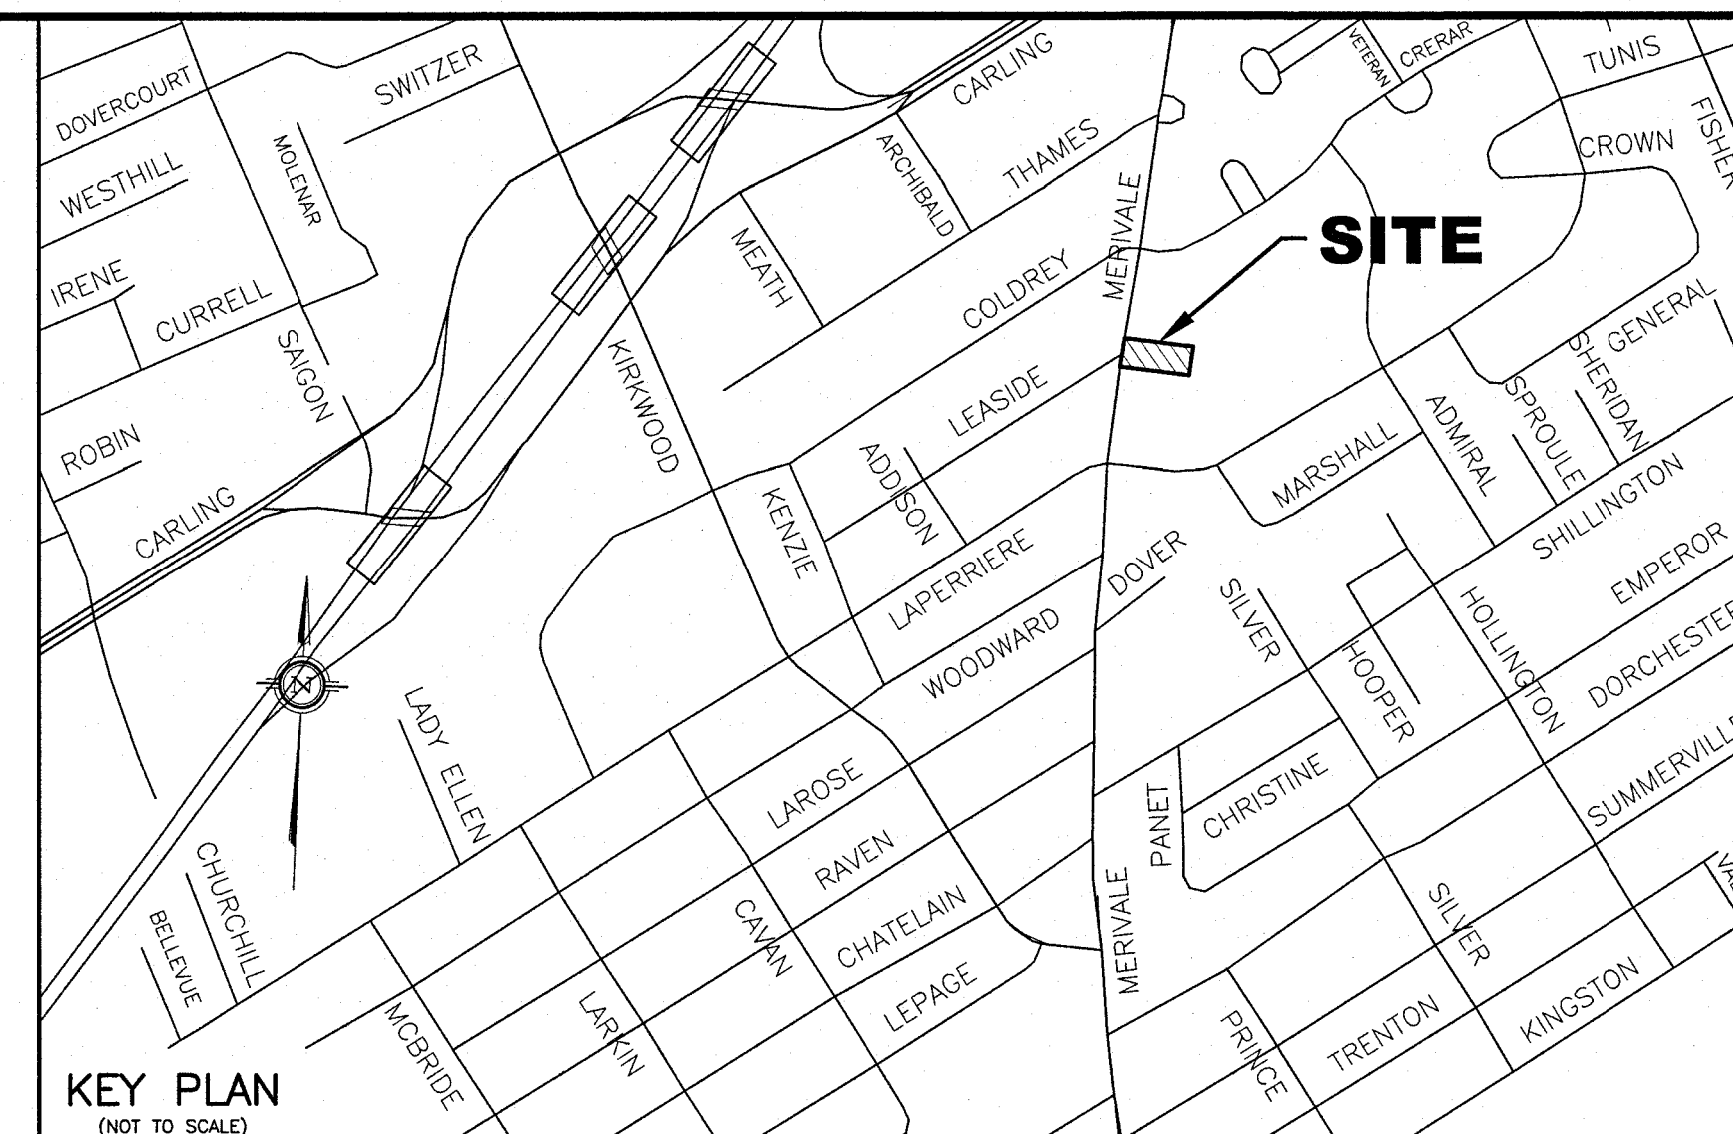 DOVERCOURT
SWITZER
CARLING
VETERAN
CRERAR
TUNIS
WESTHILL
MOLENAR
ARCHIBALD
THAMES
CROWN
FISHER
IRENE
CURRELL
MEATH
COLDREY
MERIVALE
SITE
GENERAL
SAIGON
KIRKWOOD
LEASIDE
SHERIDAN
SPROULE
ADMIRAL
MARSHALL
ROBIN
CARLING
ADDISON
KENZIE
SHILLINGTON
LAPERRIERE
DOVER
SILVER
EMPEROR
WOODWARD
HOOPER
HOLLINGTON
DORCHESTER
N
LADY ELLEN
LAROSE
PANET
CHRISTINE
SUMMERVILLE
CHURCHILL
RAVEN
BELLEVUE
CAVAN
CHATELAIN
MERIVALE
SILVER
LEPAGE
MCBRIDE
LARKIN
PRINCE
TRENTON
KINGSTON
KEY PLAN
(NOT TO SCALE)